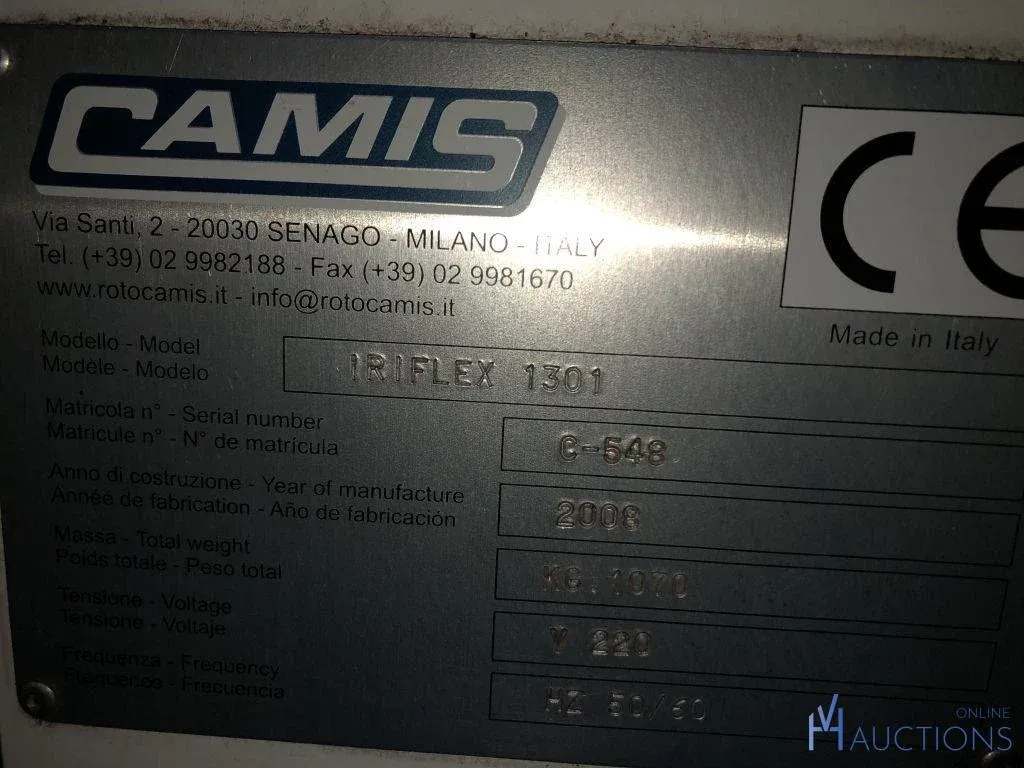 CAMIS
CE
Via Santi, 2 - 20030 SENAGO - MILANO - ITALY
Tel. (+39) 02 9982188 - Fax (+39) 02 9981670
www.rotocamis.it - info@rotocamis.it
Made in Italy
Modello - Model
Modèle - Modelo
IRIFLEX 1301
Matricola n° - Serial number
Matricule n° - N° de matrícula
C-548
Anno di costruzione - Year of manufacture
Année de fabrication - Año de fabricación
2008
Massa - Total weight
Poids totale - Peso total
KG. 1070
Tensione - Voltage
Tensione - Voltaje
V 220
Frequenza - Frequency
Fréquence - Frecuencia
HZ 50/60
VH ONLINE
AUCTIONS